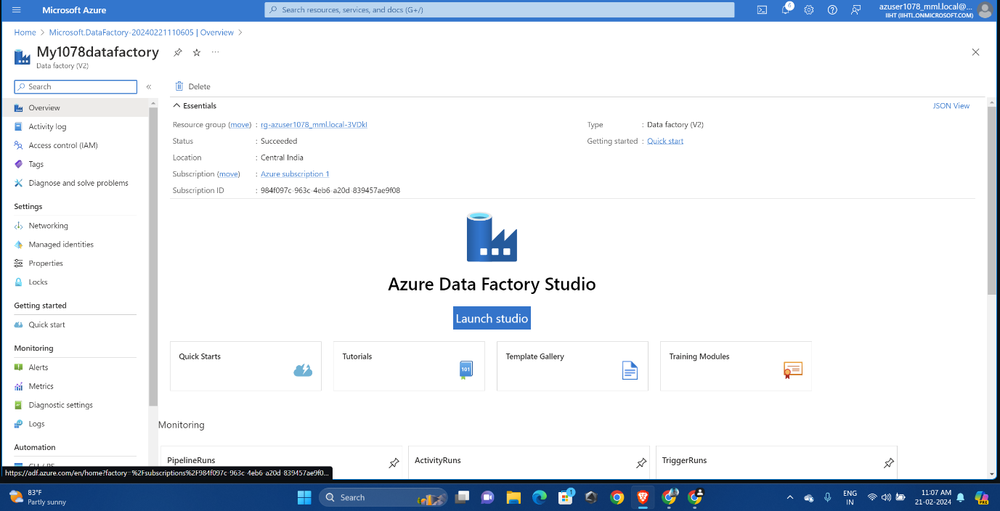 Microsoft Azure
Search resources, services, and docs (G+/)
6
azuser1078_mml.local@...
IIHT (IIHTLONMICROSOFT.COM)
Home > Microsoft.DataFactory-20240221110605 | Overview >
My1078datafactory
Data factory (V2)
Search
Delete
Overview
Activity log
Access control (IAM)
Tags
Diagnose and solve problems
Settings
Networking
Managed identities
Properties
Locks
Getting started
Quick start
Monitoring
Alerts
Metrics
Diagnostic settings
Logs
Automation
Essentials
JSON View
Resource group (move) : rg-azuser1078_mml.local-3VDkI
Status : Succeeded
Location : Central India
Subscription (move) : Azure subscription 1
Subscription ID : 984f097c-963c-4eb6-a20d-839457ae9f08
Type : Data factory (V2)
Getting started : Quick start
Azure Data Factory Studio
Launch studio
Quick Starts
Tutorials
101
Template Gallery
Training Modules
Monitoring
PipelineRuns
ActivityRuns
TriggerRuns
https://adf.azure.com/en/home?factory=%2Fsubscriptions%2F984f097c-963c-4eb6-a20d-839457ae9f0...
83°F
Partly sunny
Search
1
ENG
IN
11:07 AM
21-02-2024
PRE